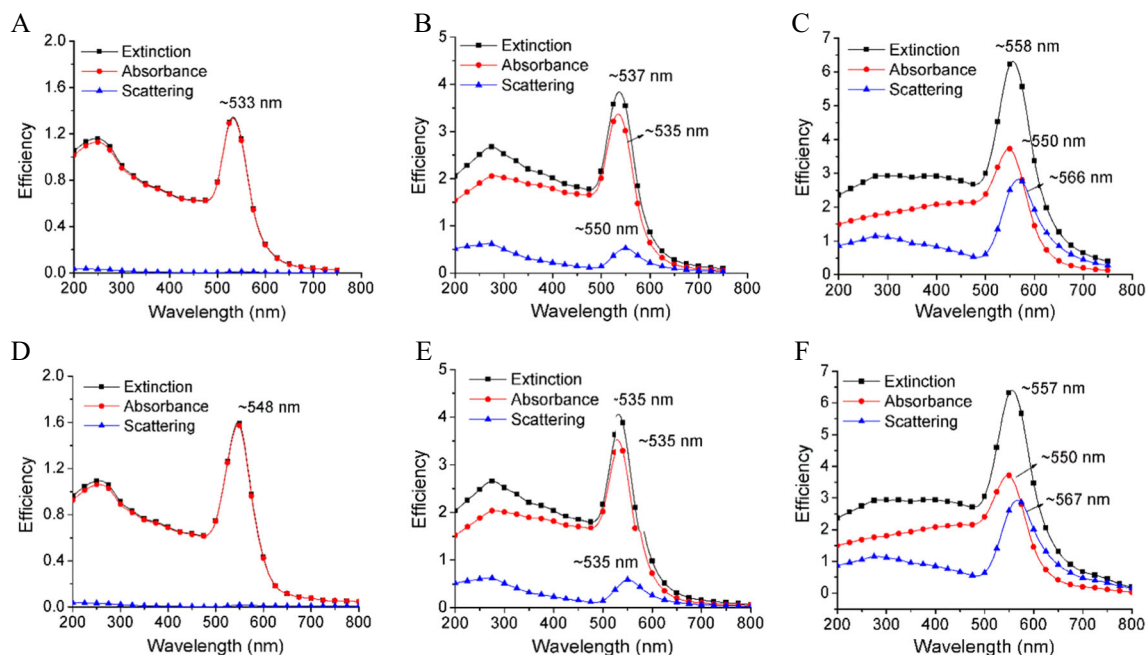 A
2.0
1.6
1.2
0.8
0.4
0.0
Efficiency
Extinction
Absorbance
Scattering
~533 nm
200 300 400 500 600 700 800
Wavelength (nm)
B
5
4
3
2
1
0
Efficiency
Extinction
Absorbance
Scattering
~537 nm
~535 nm
~550 nm
200 300 400 500 600 700 800
Wavelength (nm)
C
7
6
5
4
3
2
1
0
Efficiency
Extinction
Absorbance
Scattering
~558 nm
~550 nm
~566 nm
200 300 400 500 600 700 800
Wavelength (nm)
D
2.0
1.6
1.2
0.8
0.4
0.0
Efficiency
Extinction
Absorbance
Scattering
~548 nm
200 300 400 500 600 700 800
Wavelength (nm)
E
5
4
3
2
1
0
Efficiency
Extinction
Absorbance
Scattering
~535 nm
~535 nm
~535 nm
200 300 400 500 600 700 800
Wavelength (nm)
F
7
6
5
4
3
2
1
0
Efficiency
Extinction
Absorbance
Scattering
~557 nm
~550 nm
~567 nm
200 300 400 500 600 700 800
Wavelength (nm)